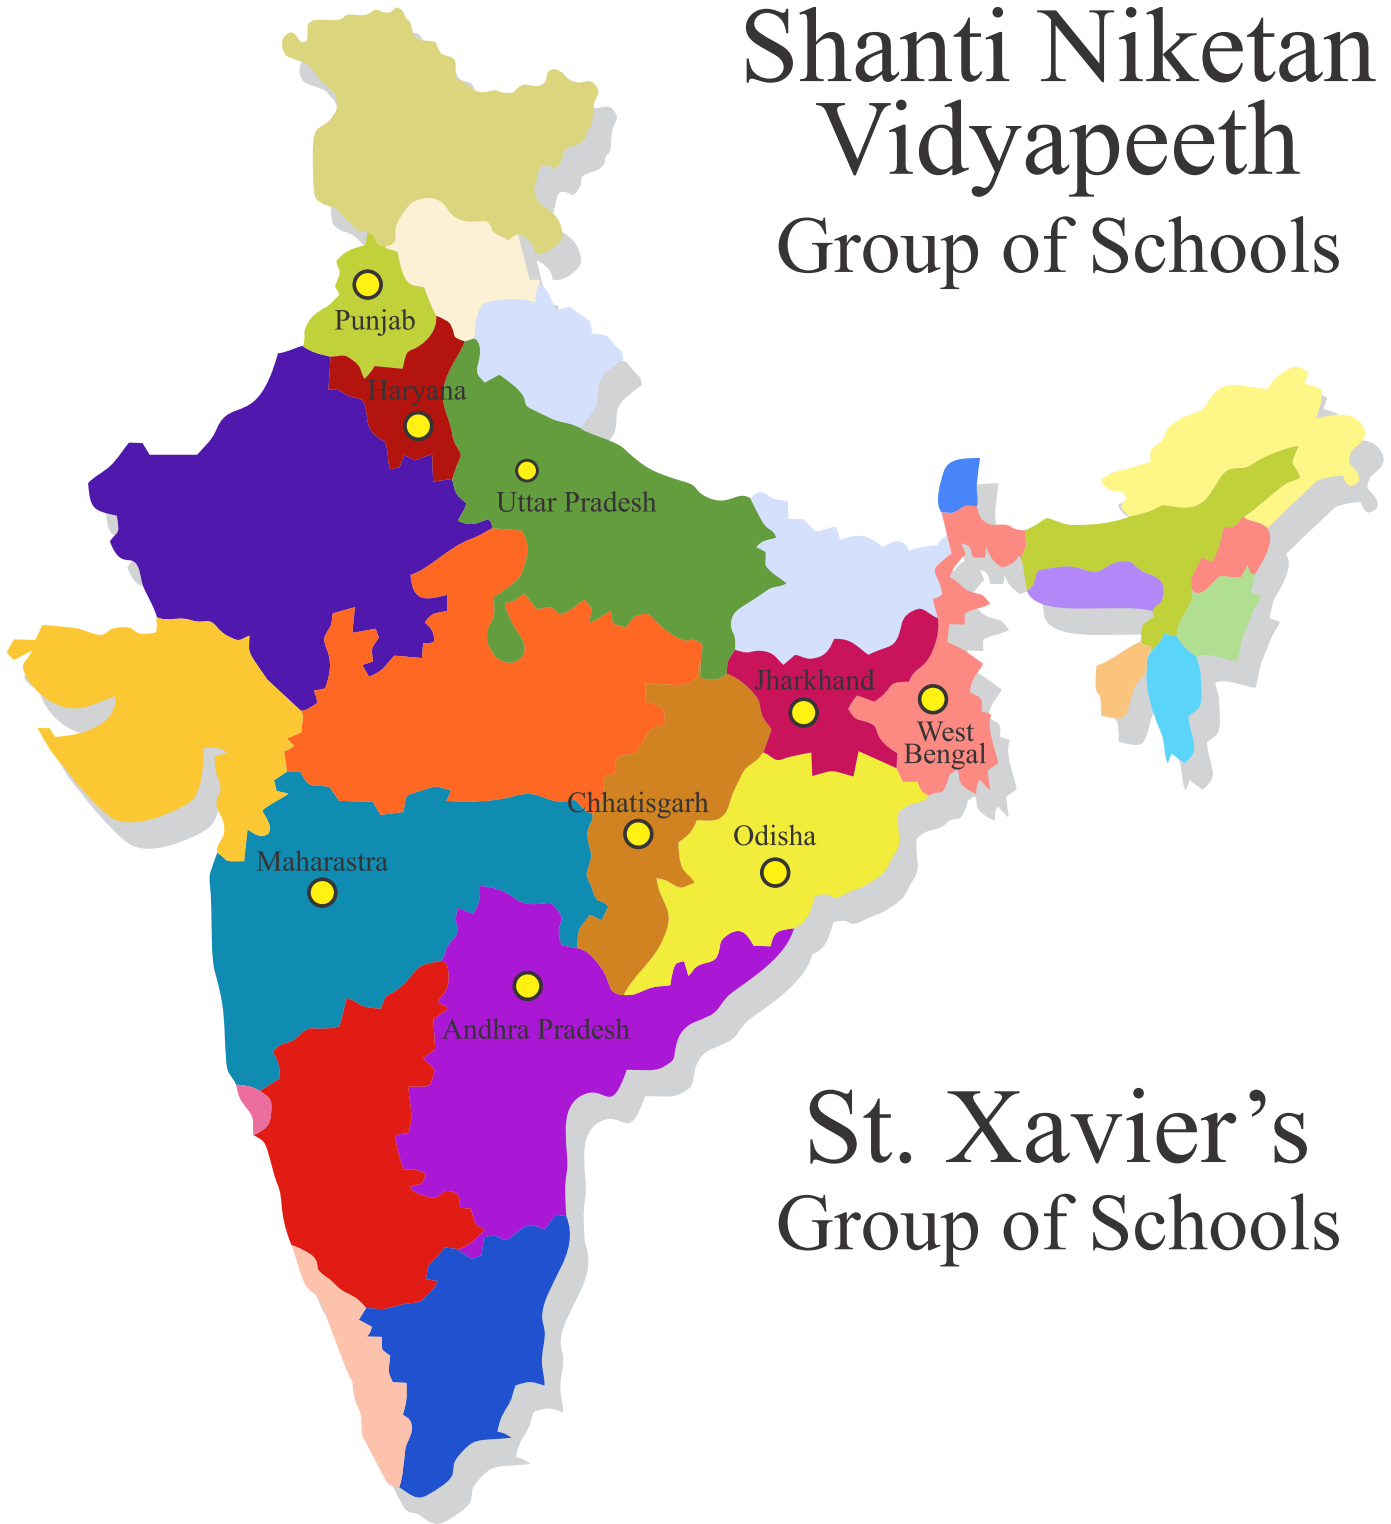 Shanti Niketan
Vidyapeeth
Group of Schools
Punjab
Haryana
Uttar Pradesh
Jharkhand
West
Bengal
Chhatisgarh
Odisha
Maharastra
Andhra Pradesh
St. Xavier’s
Group of Schools